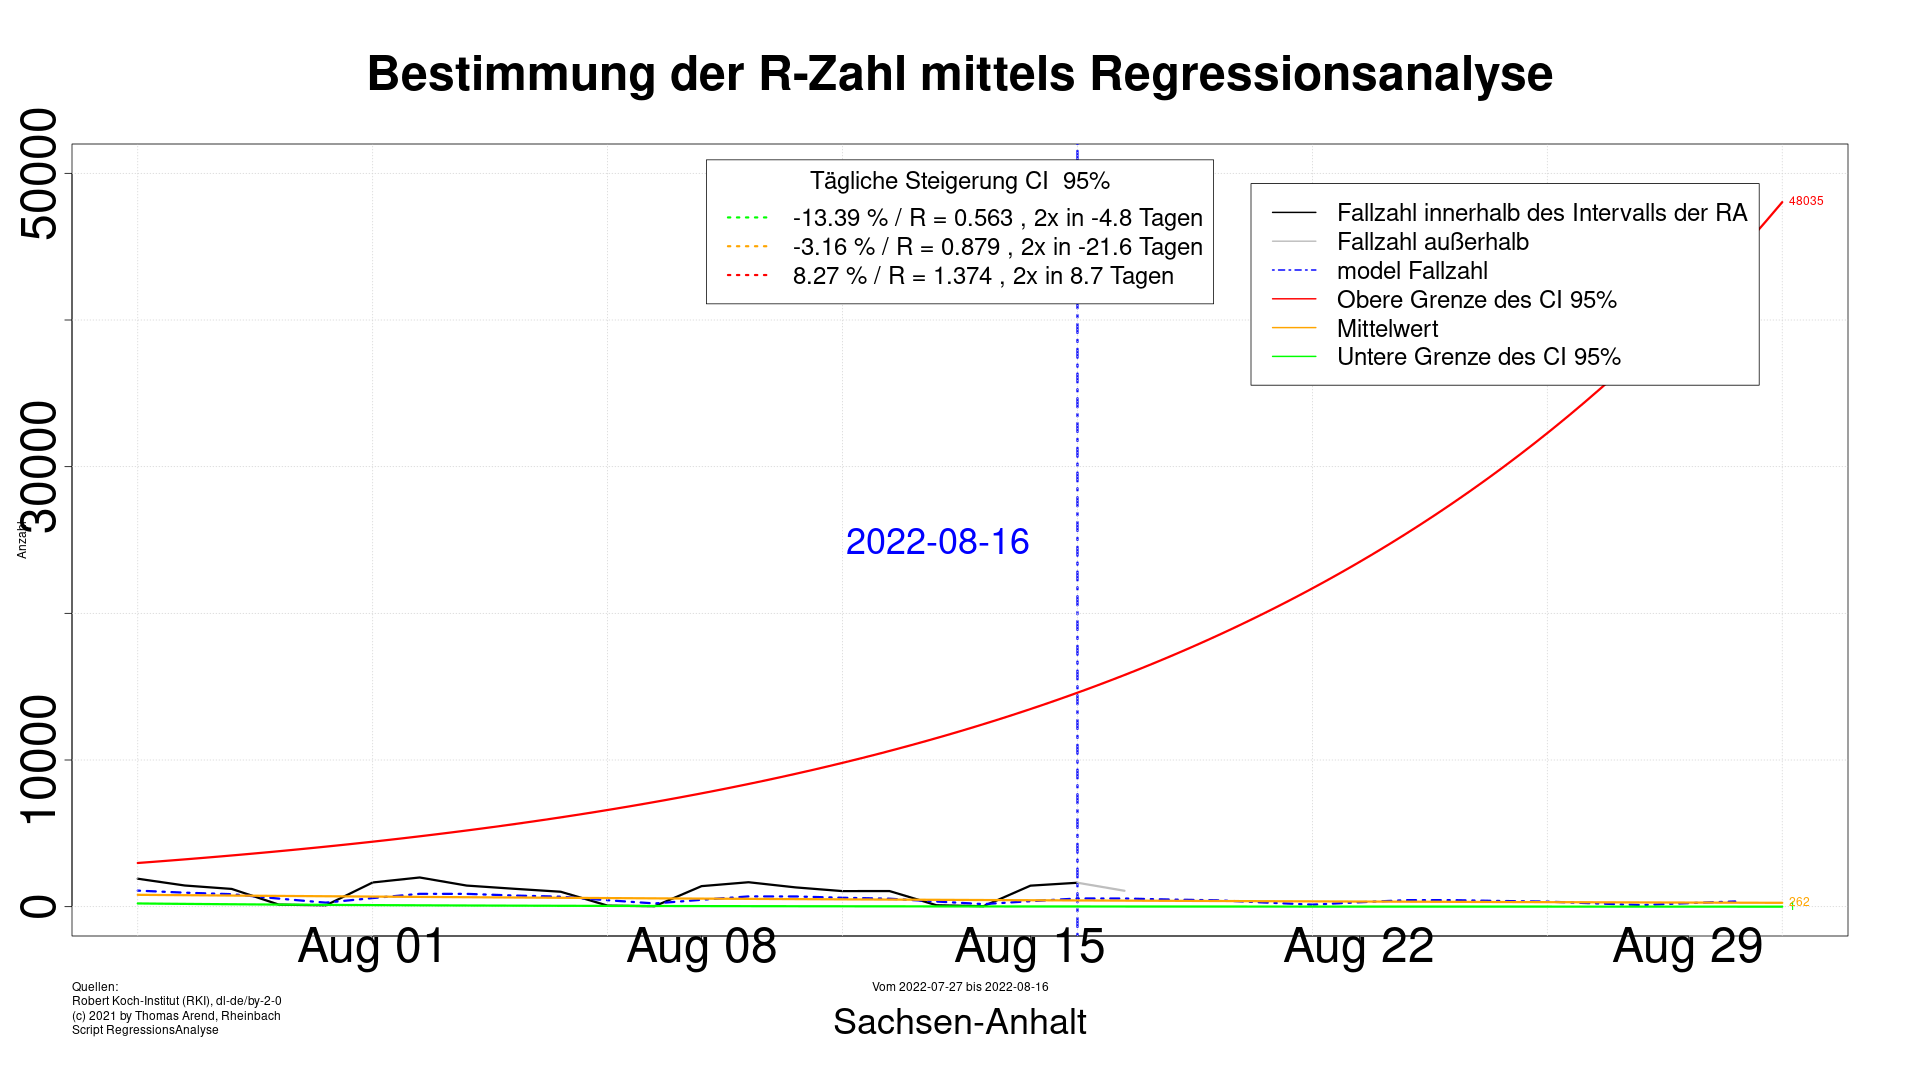 Bestimmung der R-Zahl mittels Regressionsanalyse
50000
30000
10000
0
Anzahl
Tägliche Steigerung CI 95%
-13.39 % / R = 0.563 , 2x in -4.8 Tagen
-3.16 % / R = 0.879 , 2x in -21.6 Tagen
8.27 % / R = 1.374 , 2x in 8.7 Tagen
Fallzahl innerhalb des Intervalls der RA
Fallzahl außerhalb
model Fallzahl
Obere Grenze des CI 95%
Mittelwert
Untere Grenze des CI 95%
48035
2022-08-16
262
Aug 01
Aug 08
Aug 15
Aug 22
Aug 29
Quellen:
Robert Koch-Institut (RKI), dl-de/by-2-0
(c) 2021 by Thomas Arend, Rheinbach
Script RegressionsAnalyse
Vom 2022-07-27 bis 2022-08-16
Sachsen-Anhalt